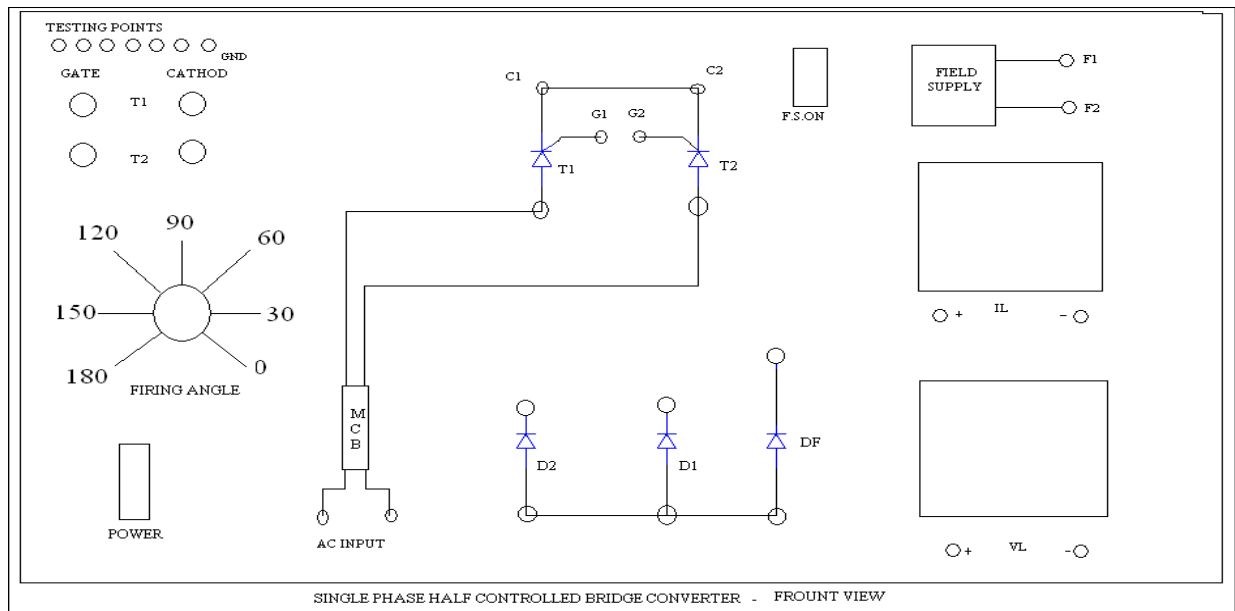 TESTING POINTS
GND
GATE CATHOD
T1
T2
C1 C2
G1 G2
T1 T2
F.S.ON
FIELD
SUPPLY
F1
F2
90
120 60
150 30
180 0
FIRING ANGLE
+ IL -
MCB
D2 D1 DF
POWER
AC INPUT
+ VL -
SINGLE PHASE HALF CONTROLLED BRIDGE CONVERTER - FROUNT VIEW